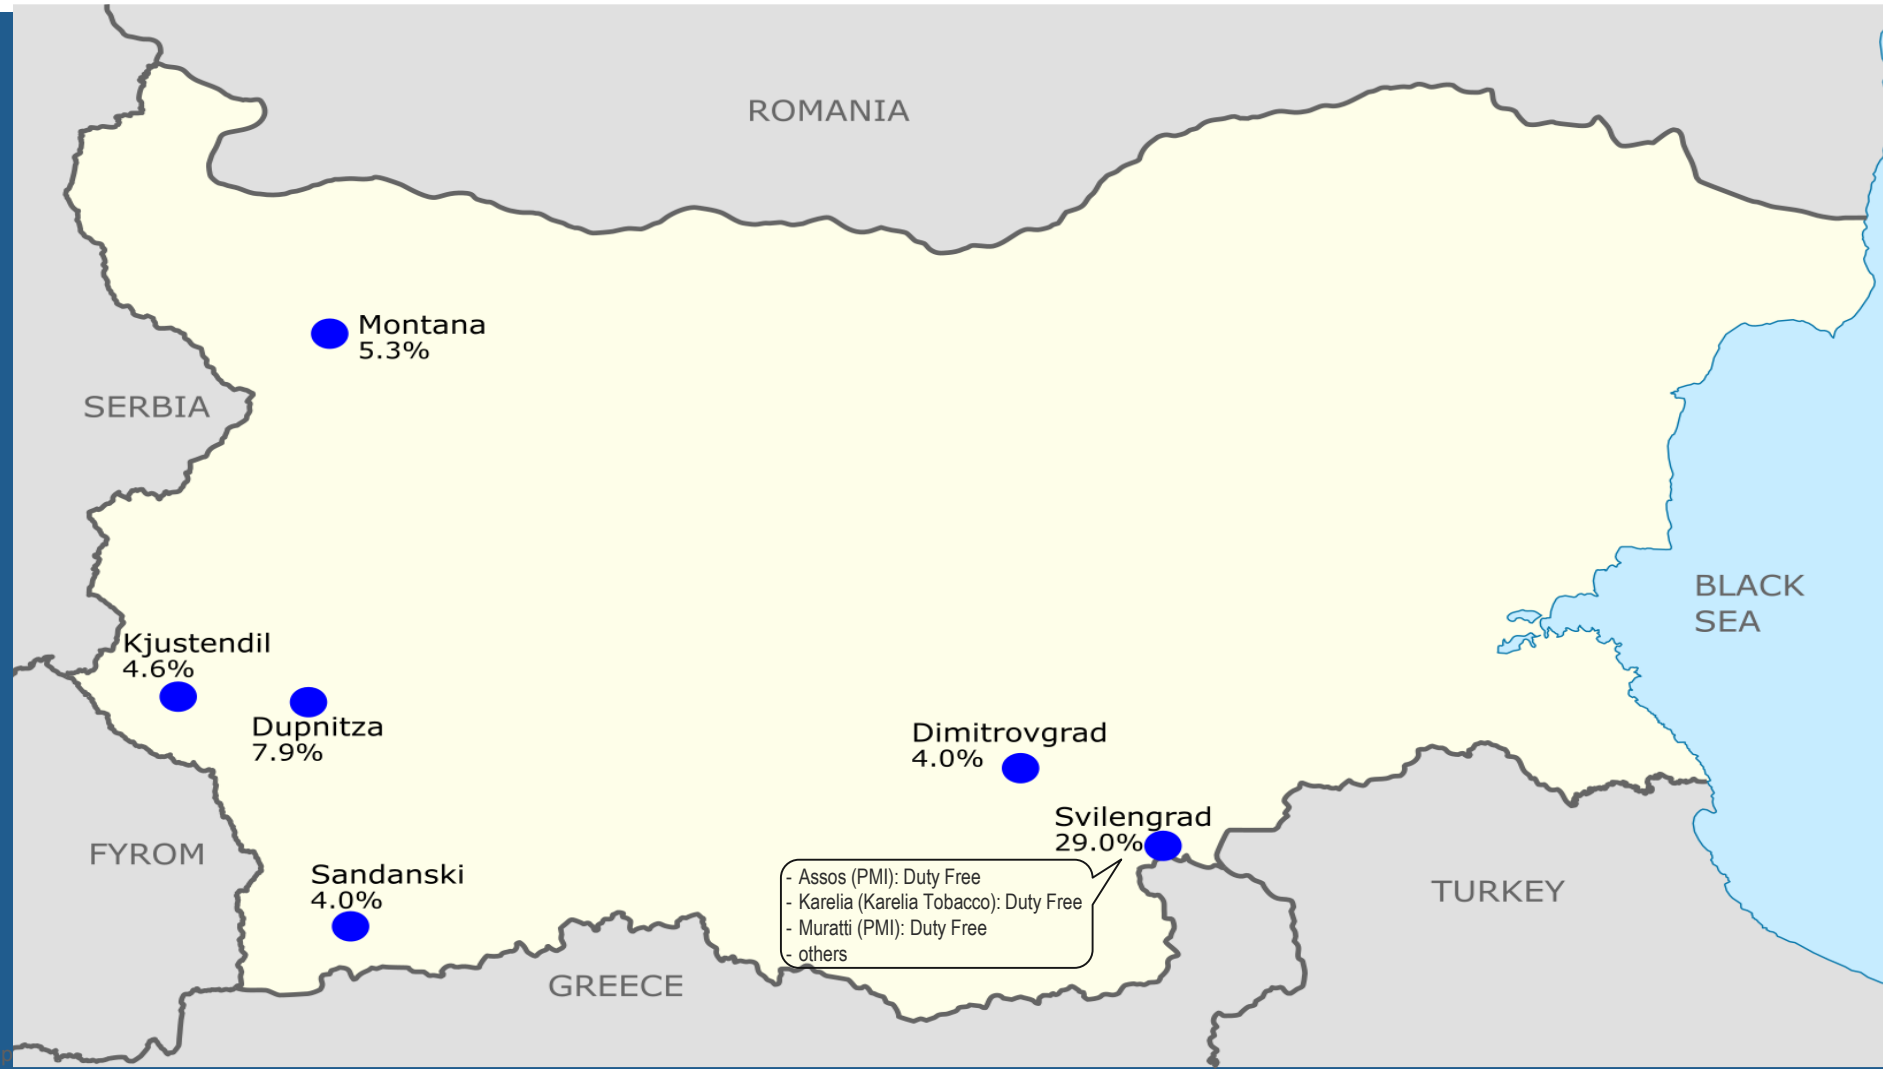 ROMANIA
Montana
5.3%
SERBIA
BLACK
SEA
Kjustendil
4.6%
Dupnitza
7.9%
Dimitrovgrad
4.0%
Svilengrad
29.0%
FYROM
Sandanski
4.0%
- Assos (PMI): Duty Free
- Karelia (Karelia Tobacco): Duty Free
- Muratti (PMI): Duty Free
- others
TURKEY
GREECE
p